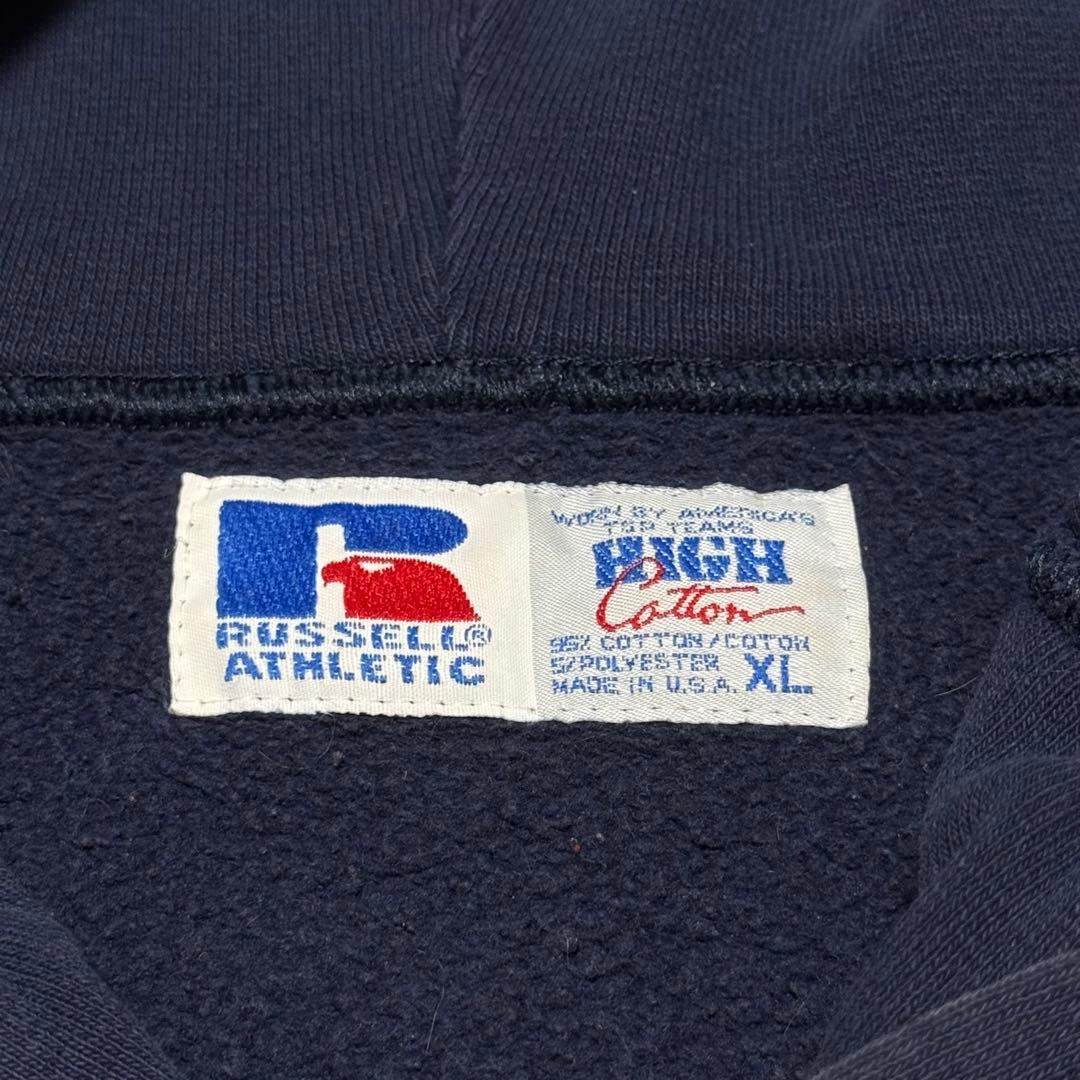 RUSSELL®
ATHLETIC
WORN BY AMERICA'S
TOP TEAMS
HIGH
Cotton
95% COTTON/COTON
5% POLYESTER
MADE IN U.S.A. XL